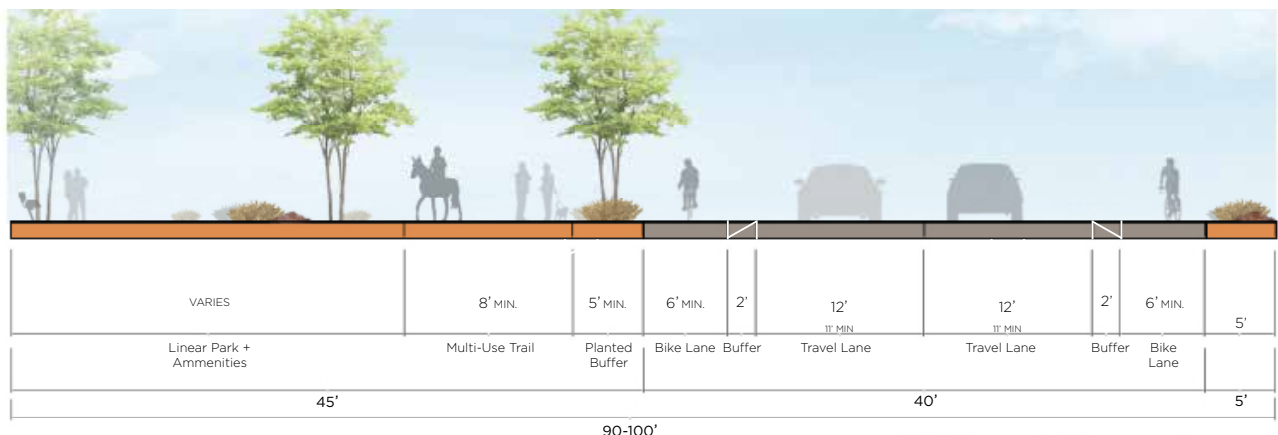 VARIES
8' MIN.
5' MIN.
6' MIN.
2'
12'
11' MIN
12'
11' MIN
2'
6' MIN.
5'
Linear Park +
Ammenities
Multi-Use Trail
Planted
Buffer
Bike Lane
Buffer
Travel Lane
Travel Lane
Buffer
Bike
Lane
45'
40'
5'
90-100'